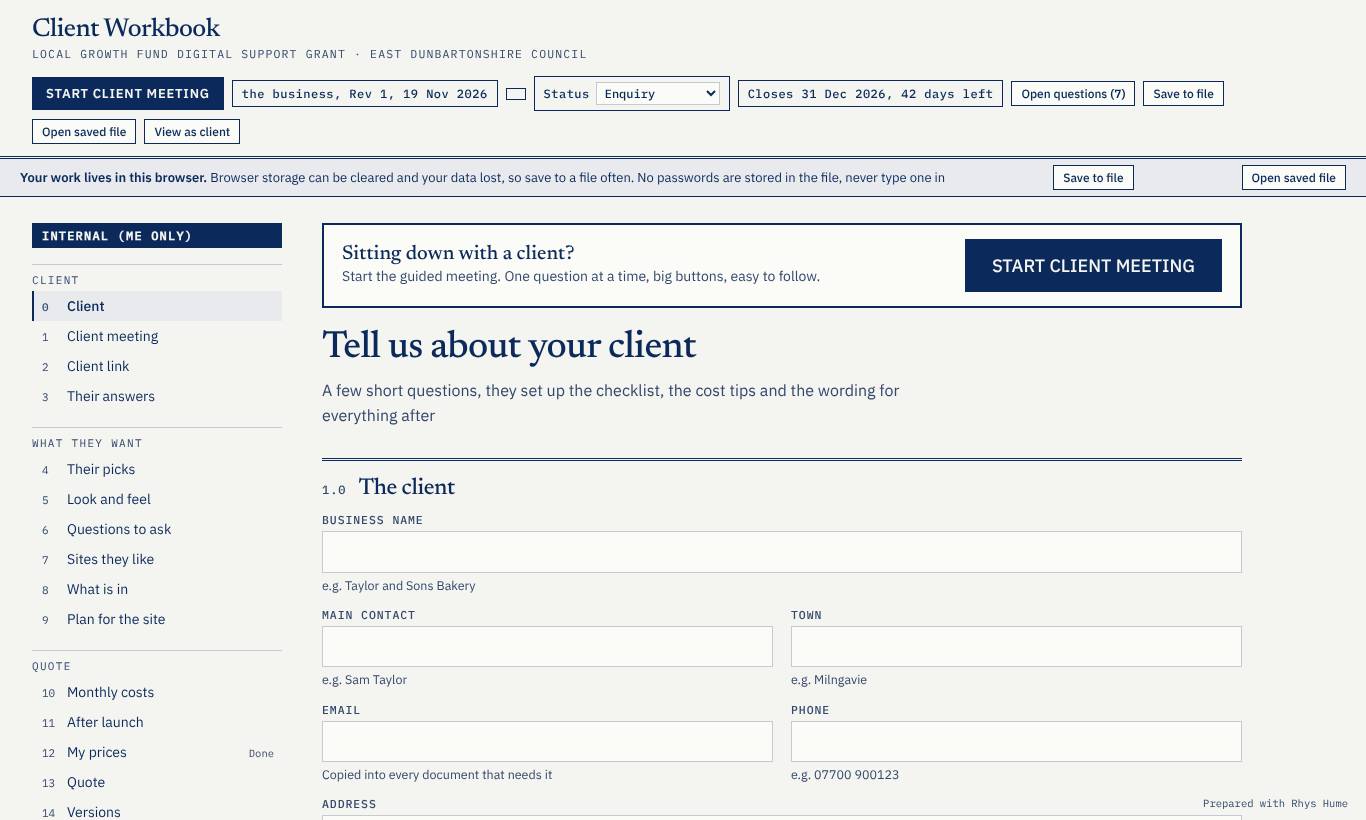 Client Workbook
LOCAL GROWTH FUND DIGITAL SUPPORT GRANT · EAST DUNBARTONSHIRE COUNCIL
START CLIENT MEETING
the business, Rev 1, 19 Nov 2026
Status Enquiry
Closes 31 Dec 2026, 42 days left
Open questions (7)
Save to file
Open saved file
View as client
Your work lives in this browser. Browser storage can be cleared and your data lost, so save to a file often. No passwords are stored in the file, never type one in
Save to file
Open saved file
INTERNAL (ME ONLY)
CLIENT
0 Client
1 Client meeting
2 Client link
3 Their answers
WHAT THEY WANT
4 Their picks
5 Look and feel
6 Questions to ask
7 Sites they like
8 What is in
9 Plan for the site
QUOTE
10 Monthly costs
11 After launch
12 My prices Done
13 Quote
14 Versions
Sitting down with a client?
Start the guided meeting. One question at a time, big buttons, easy to follow.
START CLIENT MEETING
Tell us about your client
A few short questions, they set up the checklist, the cost tips and the wording for
everything after
1.0 The client
BUSINESS NAME
e.g. Taylor and Sons Bakery
MAIN CONTACT
e.g. Sam Taylor
TOWN
e.g. Milngavie
EMAIL
Copied into every document that needs it
PHONE
e.g. 07700 900123
ADDRESS
Prepared with Rhys Hume